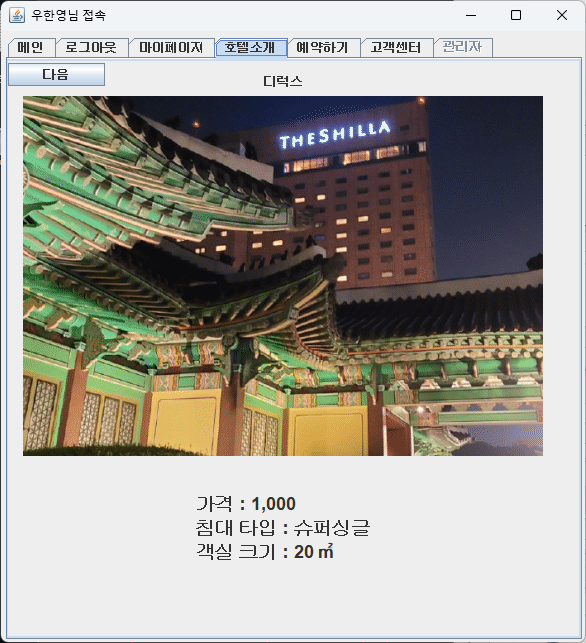 우한영님 접속
메인 로그아웃 마이페이지 호텔소개 예약하기 고객센터 관리자
다음
디럭스
THE SHILLA
가격 : 1,000
침대 타입 : 슈퍼싱글
객실 크기 : 20 ㎡